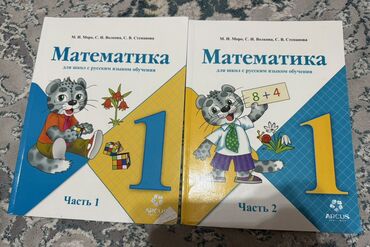 М. И. Моро, С. И. Волкова, С. В. Степанова
Математика
для школ с русским языком обучения
1
Часть 1
ARCUS
М. И. Моро, С. И. Волкова, С. В. Степанова
Математика
для школ с русским языком обучения
8+4
1
Часть 2
ARCUS